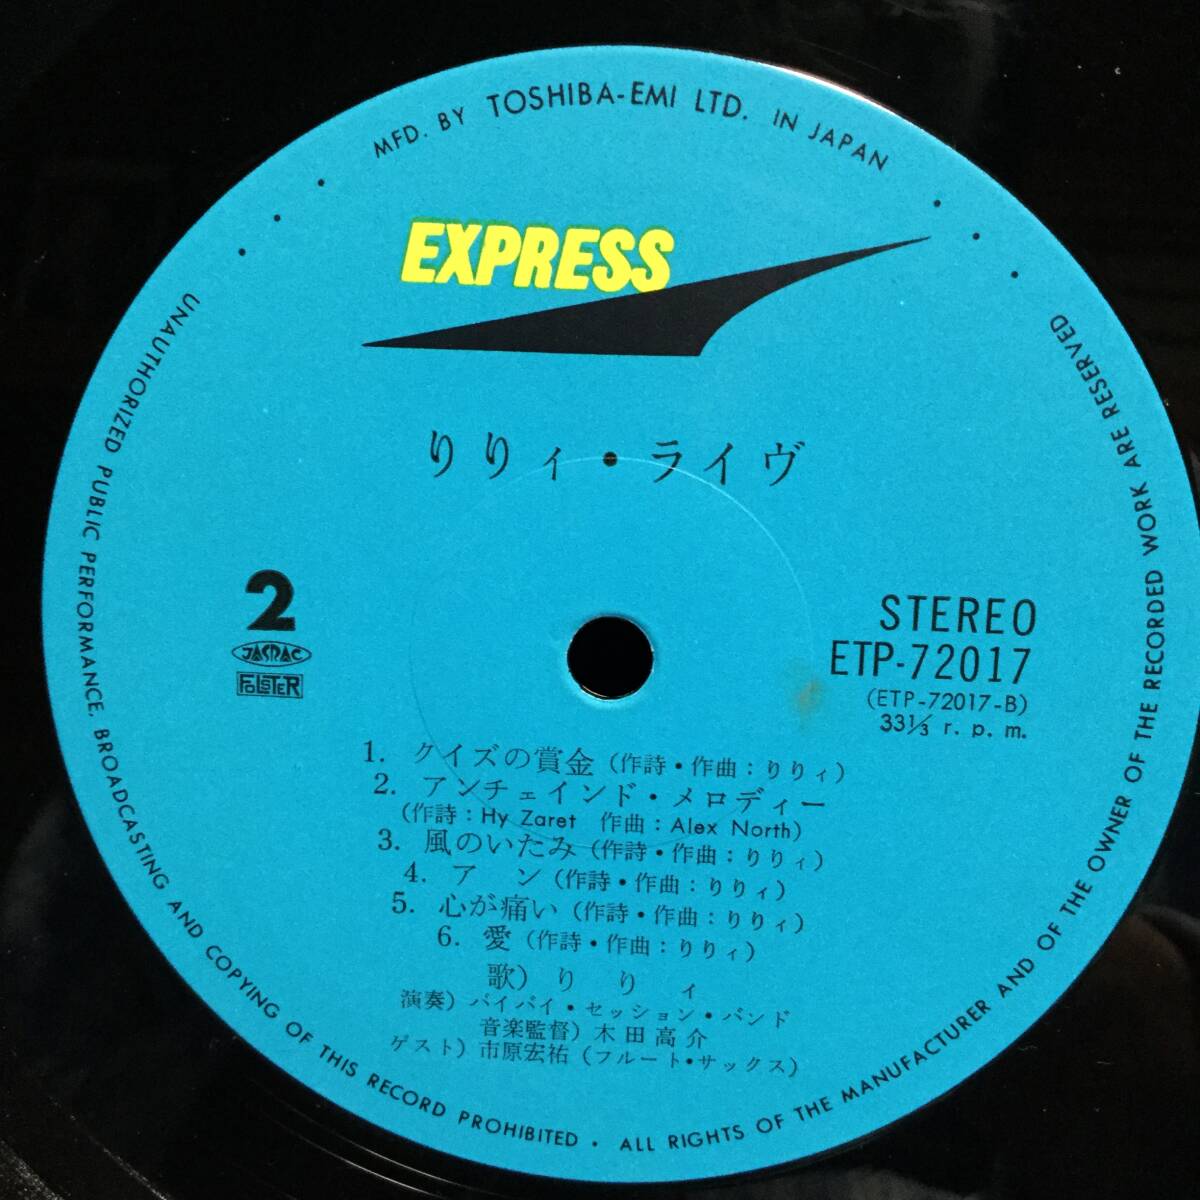 MFD. BY TOSHIBA-EMI LTD. IN JAPAN
EXPRESS
りりィ・ライヴ
2
JASRAC
FOLSTER
STEREO
ETP-72017
(ETP-72017-B)
33⅓ r. p. m.
1. クイズの賞金 (作詩・作曲：りりィ)
2. アンチェインド・メロディー
(作詩：Hy Zaret 作曲：Alex North)
3. 風のいたみ (作詩・作曲：りりィ)
4. アン (作詩・作曲：りりィ)
5. 心が痛い (作詩・作曲：りりィ)
6. 愛 (作詩・作曲：りりィ)
歌) りりィ
演奏) バイバイ・セッション・バンド
音楽監督) 木田高介
ゲスト) 市原宏祐 (フルート・サックス)
UNAUTHORIZED PUBLIC PERFORMANCE, BROADCASTING AND COPYING OF THIS RECORD PROHIBITED • ALL RIGHTS OF THE MANUFACTURER AND OF THE OWNER OF THE RECORDED WORK ARE RESERVED